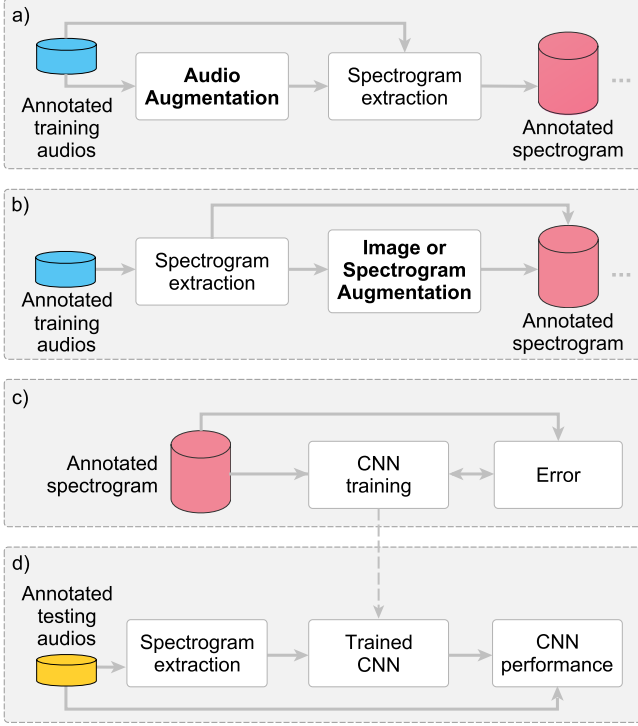 a)
Annotated
training
audios
Audio
Augmentation
Spectrogram
extraction
Annotated
spectrogram
...
b)
Annotated
training
audios
Spectrogram
extraction
Image or
Spectrogram
Augmentation
Annotated
spectrogram
...
c)
Annotated
spectrogram
CNN
training
Error
d)
Annotated
testing
audios
Spectrogram
extraction
Trained
CNN
CNN
performance